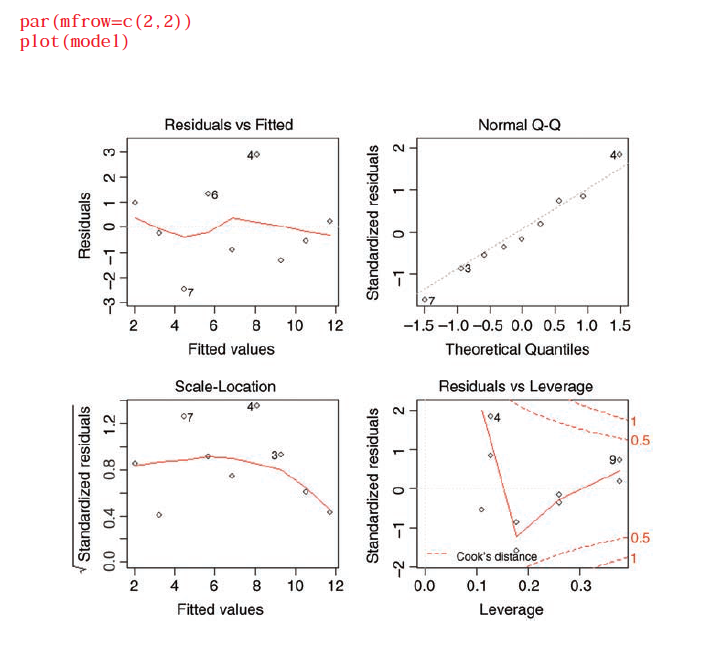 par(mfrow=c(2,2))
plot(model)
Residuals vs Fitted
Residuals
3
2
1
0
−1
−2
−3
4
6
7
2 4 6 8 10 12
Fitted values
Normal Q-Q
Standardized residuals
2
1
0
−1
4
3
7
−1.5 −1.0 −0.5 0.0 0.5 1.0 1.5
Theoretical Quantiles
Scale-Location
√Standardized residuals
1.2
0.8
0.4
0.0
7
4
3
2 4 6 8 10 12
Fitted values
Residuals vs Leverage
Standardized residuals
2
1
0
−1
−2
4
9
1
0.5
0.5
1
Cook's distance
0.0 0.1 0.2 0.3
Leverage